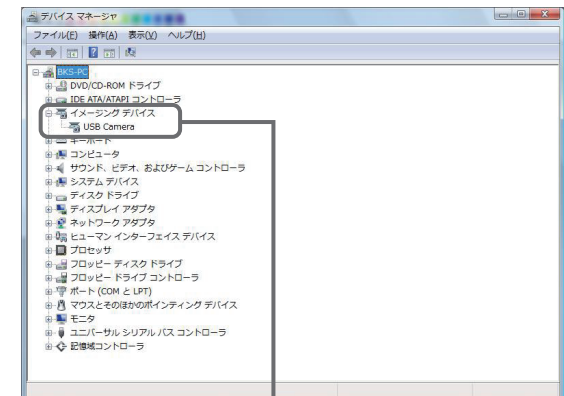 デバイス マネージャ
ファイル(F) 操作(A) 表示(V) ヘルプ(H)
BKS-PC
DVD/CD-ROM ドライブ
IDE ATA/ATAPI コントローラ
イメージング デバイス
USB Camera
キーボード
コンピュータ
サウンド、ビデオ、およびゲーム コントローラ
システム デバイス
ディスク ドライブ
ディスプレイ アダプタ
ネットワーク アダプタ
ヒューマン インターフェイス デバイス
プロセッサ
フロッピー ディスク ドライブ
フロッピー ドライブ コントローラ
ポート (COM と LPT)
マウスとそのほかのポインティング デバイス
モニタ
ユニバーサル シリアル バス コントローラ
記憶域コントローラ